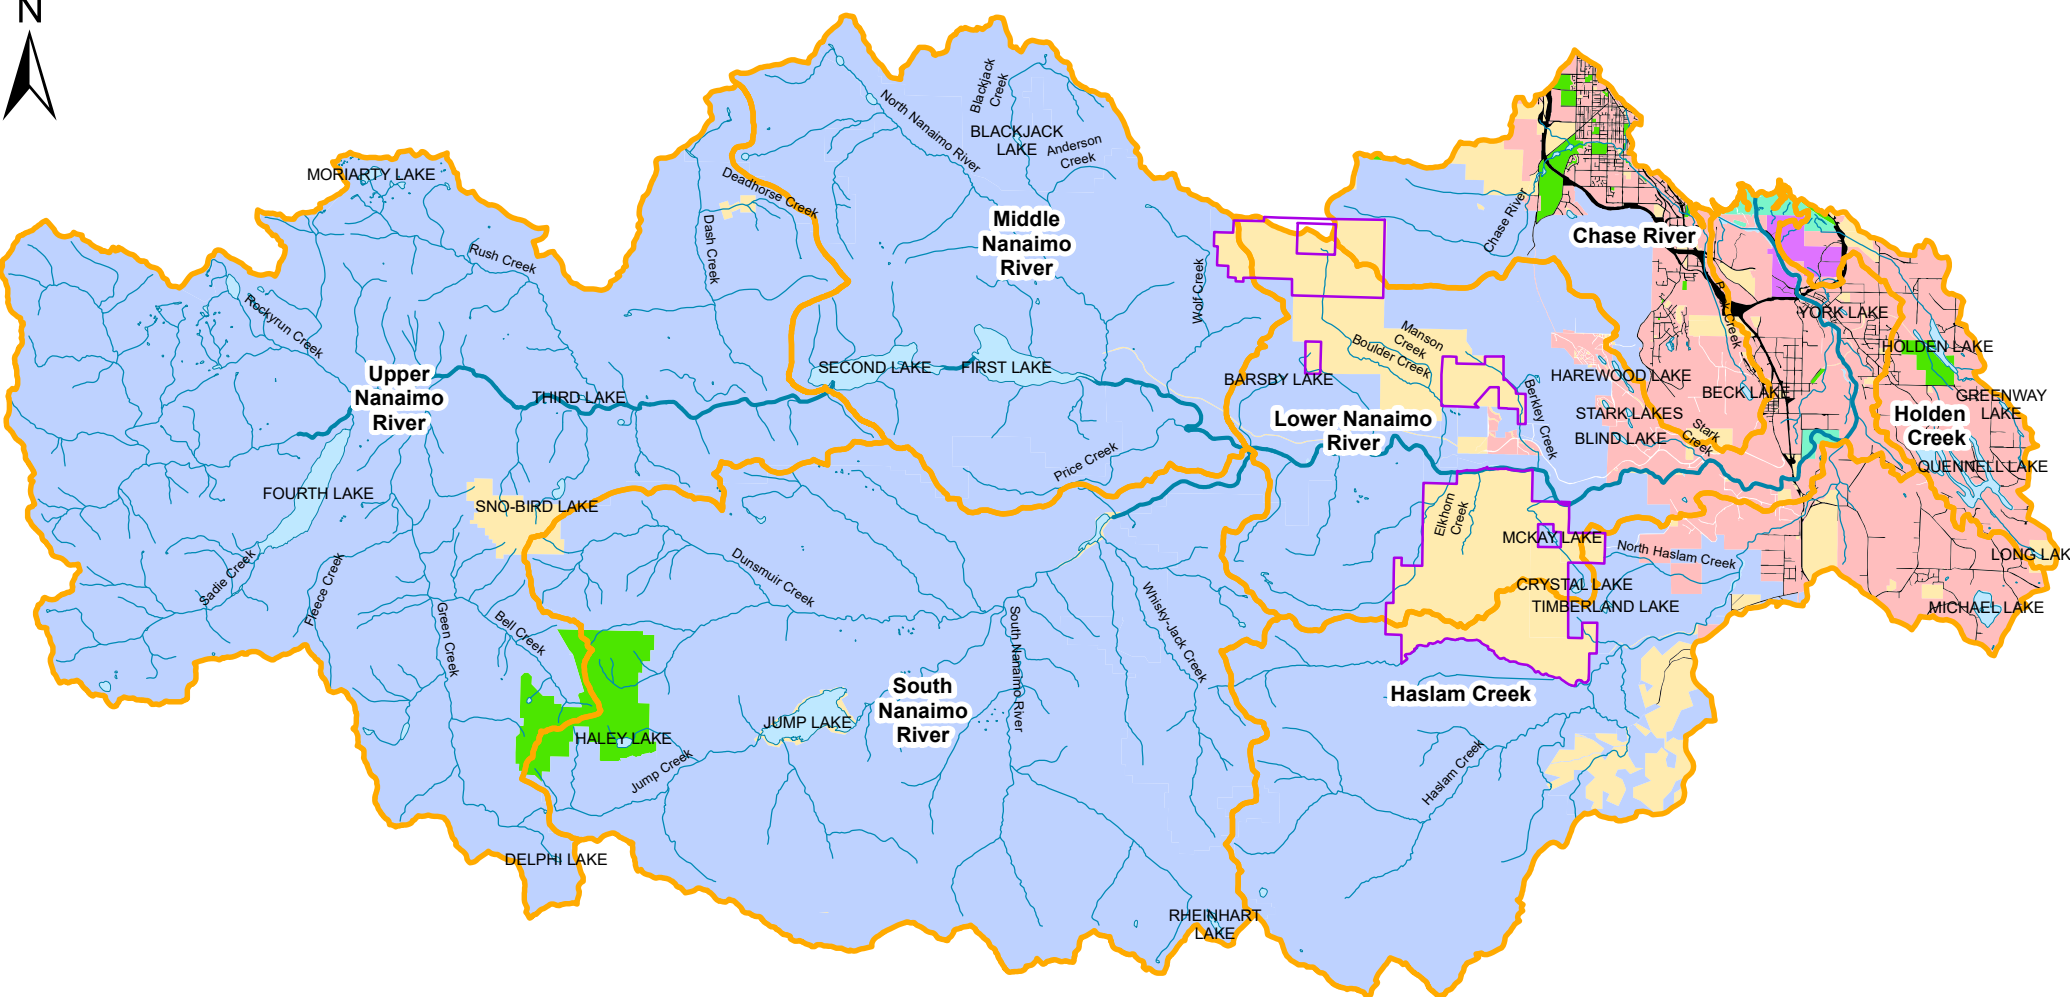 N
Blackjack
Creek
North Nanaimo River
BLACKJACK
LAKE
Anderson
Creek
MORIARTY LAKE
Deadhorse Creek
Dash Creek
Rush Creek
Rockyrun Creek
Middle
Nanaimo
River
Wolf Creek
Chase River
Chase River
Upper
Nanaimo
River
THIRD LAKE
SECOND LAKE
FIRST LAKE
BARSBY LAKE
Manson
Creek
Boulder Creek
Berkley Creek
HAREWOOD LAKE
STARK LAKES
BLIND LAKE
BECK LAKE
Stark
Creek
YORK LAKE
HOLDEN LAKE
GREENWAY
LAKE
Holden
Creek
QUENNELL LAKE
Lower Nanaimo
River
Price Creek
FOURTH LAKE
SNO-BIRD LAKE
Elkhorn
Creek
MCKAY LAKE
North Haslam Creek
CRYSTAL LAKE
TIMBERLAND LAKE
LONG LAK
MICHAEL LAKE
Sadie Creek
Fleece Creek
Green Creek
Bell Creek
Dunsmuir Creek
Whisky-Jack Creek
South Nanaimo River
South
Nanaimo
River
Haslam Creek
JUMP LAKE
HALEY LAKE
Jump Creek
Haslam Creek
DELPHI LAKE
RHEINHART
LAKE